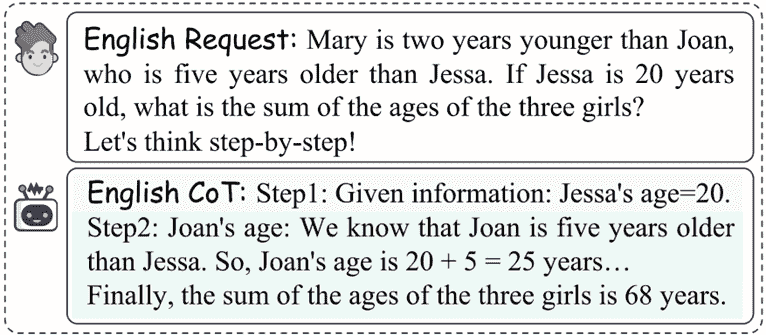 English Request: Mary is two years younger than Joan,
who is five years older than Jessa. If Jessa is 20 years
old, what is the sum of the ages of the three girls?
Let's think step-by-step!
English CoT: Step1: Given information: Jessa's age=20.
Step2: Joan's age: We know that Joan is five years older
than Jessa. So, Joan's age is 20 + 5 = 25 years…
Finally, the sum of the ages of the three girls is 68 years.